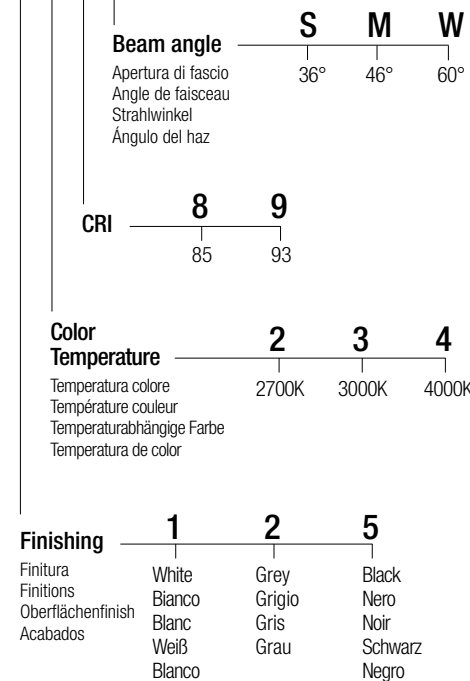 Beam angle
S M W
Apertura di fascio
Angle de faisceau
Strahlwinkel
Ángulo del haz
36° 46° 60°
CRI
8 9
85 93
Color
Temperature
2 3 4
Temperatura colore
Température couleur
Temperaturabhängige Farbe
Temperatura de color
2700K 3000K 4000K
Finishing
1 2 5
Finitura
Finitions
Oberflächenfinish
Acabados
White
Bianco
Blanc
Weiß
Blanco
Grey
Grigio
Gris
Grau
Black
Nero
Noir
Schwarz
Negro